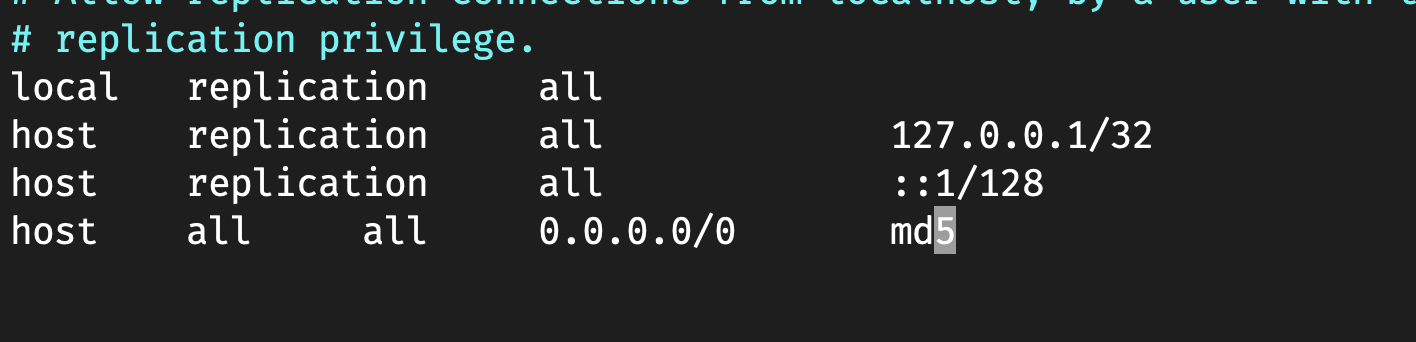 # Allow replication connections from localhost, by a user with
# replication privilege.
local   replication     all
host    replication     all             127.0.0.1/32
host    replication     all             ::1/128
host    all     all     0.0.0.0/0       md5